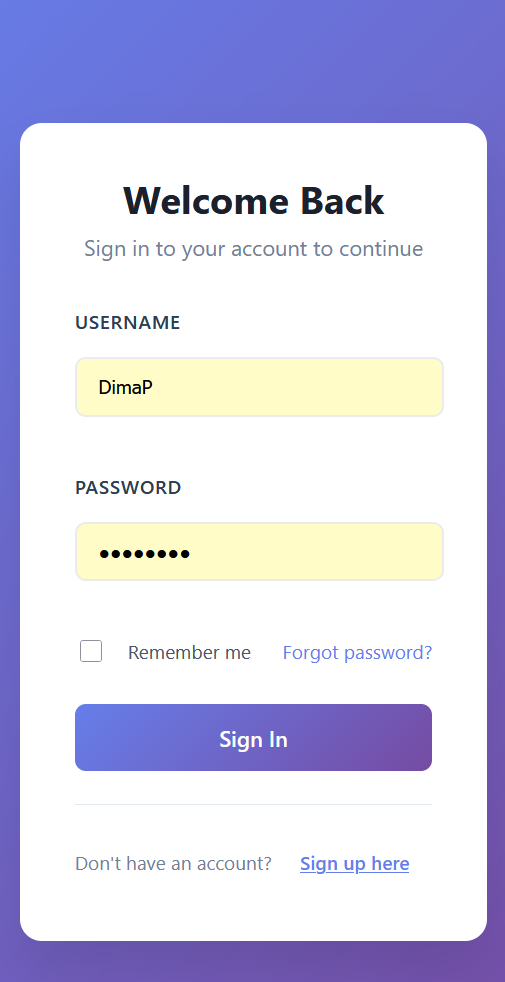 Welcome Back
Sign in to your account to continue
USERNAME
DimaP
PASSWORD
••••••••
Remember me Forgot password?
Sign In
Don't have an account? Sign up here